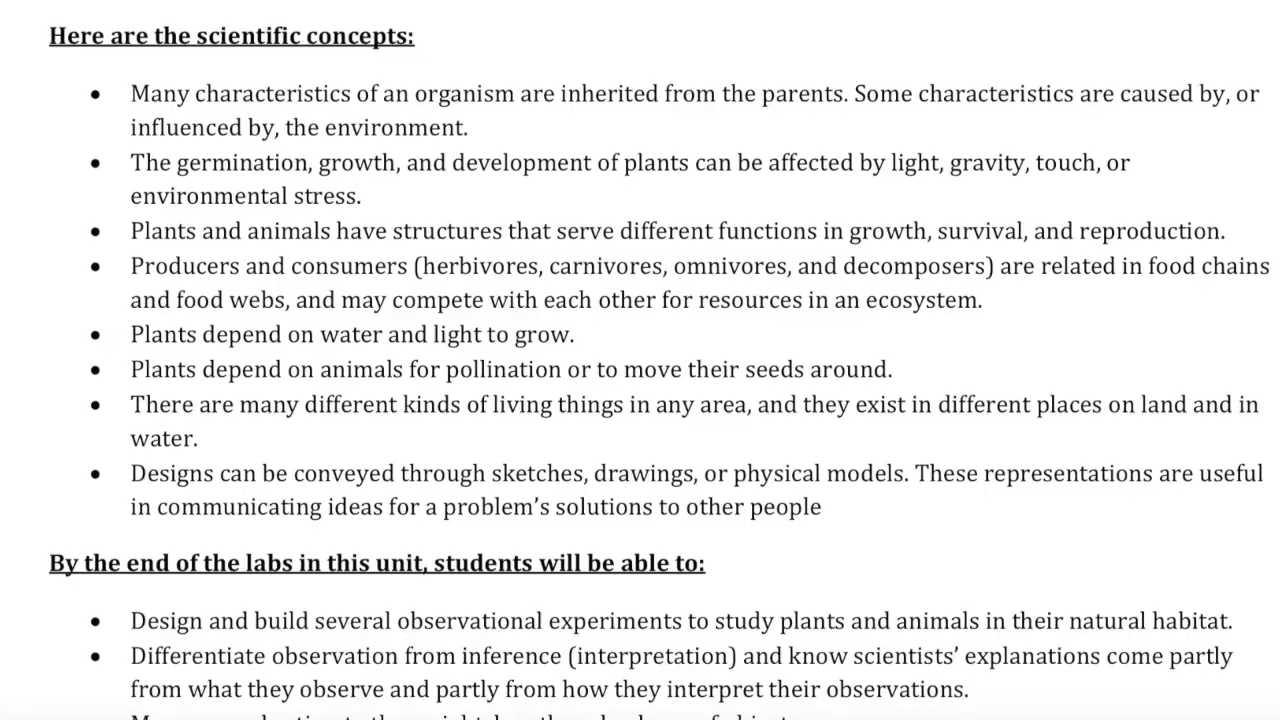 Here are the scientific concepts:
• Many characteristics of an organism are inherited from the parents. Some characteristics are caused by, or
influenced by, the environment.
• The germination, growth, and development of plants can be affected by light, gravity, touch, or
environmental stress.
• Plants and animals have structures that serve different functions in growth, survival, and reproduction.
• Producers and consumers (herbivores, carnivores, omnivores, and decomposers) are related in food chains
and food webs, and may compete with each other for resources in an ecosystem.
• Plants depend on water and light to grow.
• Plants depend on animals for pollination or to move their seeds around.
• There are many different kinds of living things in any area, and they exist in different places on land and in
water.
• Designs can be conveyed through sketches, drawings, or physical models. These representations are useful
in communicating ideas for a problem’s solutions to other people
By the end of the labs in this unit, students will be able to:
• Design and build several observational experiments to study plants and animals in their natural habitat.
• Differentiate observation from inference (interpretation) and know scientists’ explanations come partly
from what they observe and partly from how they interpret their observations.